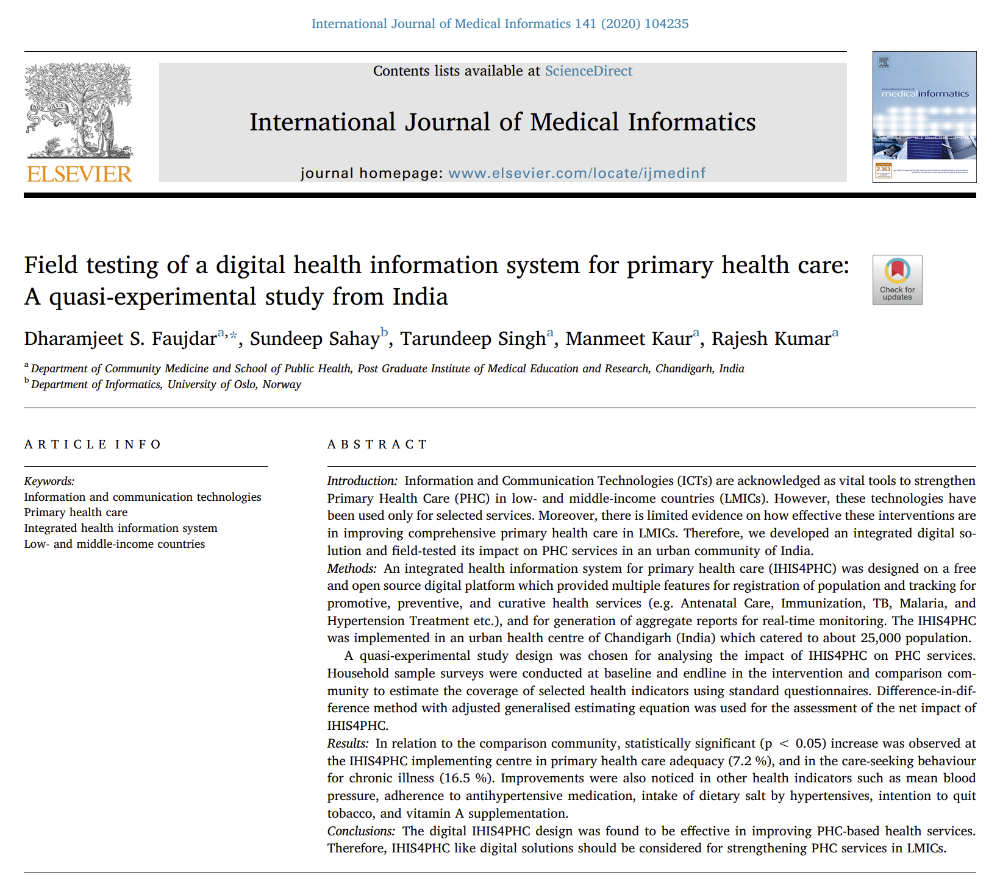 International Journal of Medical Informatics 141 (2020) 104235
Contents lists available at ScienceDirect
International Journal of Medical Informatics
journal homepage: www.elsevier.com/locate/ijmedinf
NON SOLUS
ELSEVIER
International Journal of
medicalinformatics
2.363
Field testing of a digital health information system for primary health care:
A quasi-experimental study from India
Check for
updates
Dharamjeet S. Faujdar a,*, Sundeep Sahay b, Tarundeep Singh a, Manmeet Kaur a, Rajesh Kumar a
a Department of Community Medicine and School of Public Health, Post Graduate Institute of Medical Education and Research, Chandigarh, India
b Department of Informatics, University of Oslo, Norway
ARTICLE INFO
Keywords:
Information and communication technologies
Primary health care
Integrated health information system
Low- and middle-income countries
ABSTRACT
Introduction: Information and Communication Technologies (ICTs) are acknowledged as vital tools to strengthen
Primary Health Care (PHC) in low- and middle-income countries (LMICs). However, these technologies have
been used only for selected services. Moreover, there is limited evidence on how effective these interventions are
in improving comprehensive primary health care in LMICs. Therefore, we developed an integrated digital so-
lution and field-tested its impact on PHC services in an urban community of India.
Methods: An integrated health information system for primary health care (IHIS4PHC) was designed on a free
and open source digital platform which provided multiple features for registration of population and tracking for
promotive, preventive, and curative health services (e.g. Antenatal Care, Immunization, TB, Malaria, and
Hypertension Treatment etc.), and for generation of aggregate reports for real-time monitoring. The IHIS4PHC
was implemented in an urban health centre of Chandigarh (India) which catered to about 25,000 population.
A quasi-experimental study design was chosen for analysing the impact of IHIS4PHC on PHC services.
Household sample surveys were conducted at baseline and endline in the intervention and comparison com-
munity to estimate the coverage of selected health indicators using standard questionnaires. Difference-in-dif-
ference method with adjusted generalised estimating equation was used for the assessment of the net impact of
IHIS4PHC.
Results: In relation to the comparison community, statistically significant (p < 0.05) increase was observed at
the IHIS4PHC implementing centre in primary health care adequacy (7.2 %), and in the care-seeking behaviour
for chronic illness (16.5 %). Improvements were also noticed in other health indicators such as mean blood
pressure, adherence to antihypertensive medication, intake of dietary salt by hypertensives, intention to quit
tobacco, and vitamin A supplementation.
Conclusions: The digital IHIS4PHC design was found to be effective in improving PHC-based health services.
Therefore, IHIS4PHC like digital solutions should be considered for strengthening PHC services in LMICs.